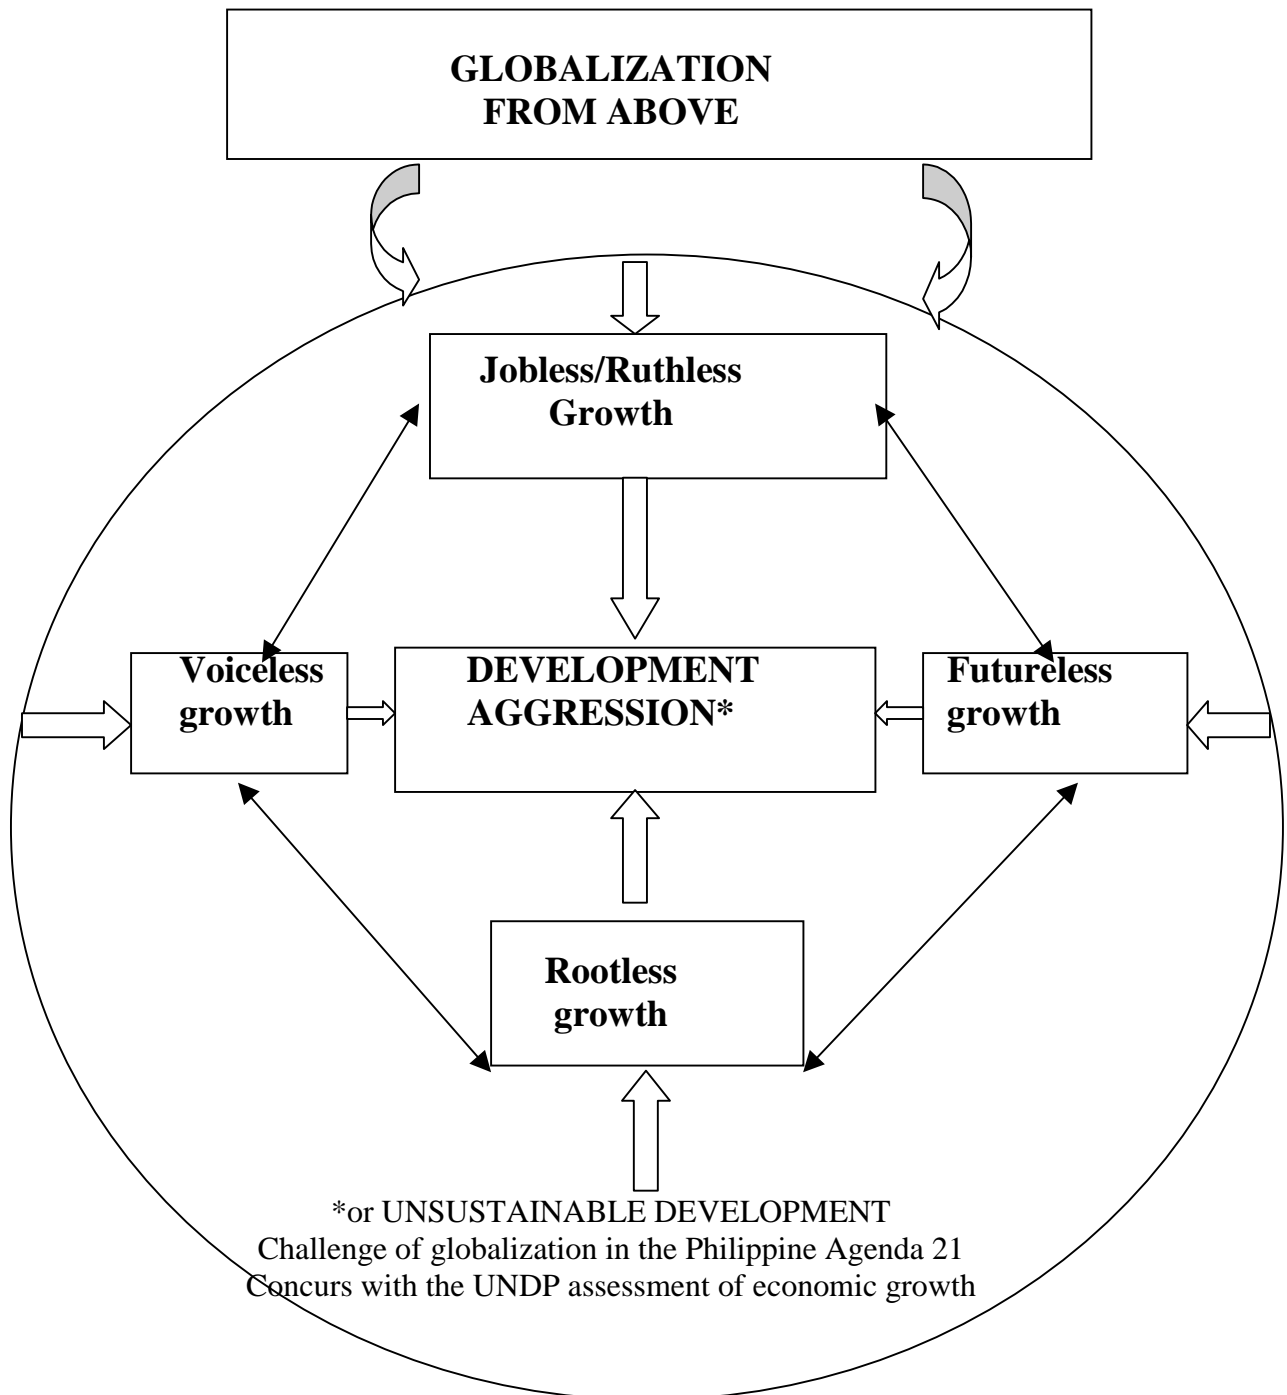 GLOBALIZATION
FROM ABOVE
Jobless/Ruthless
Growth
Voiceless
growth
DEVELOPMENT
AGGRESSION*
Futureless
growth
Rootless
growth
*or UNSUSTAINABLE DEVELOPMENT
Challenge of globalization in the Philippine Agenda 21
Concurs with the UNDP assessment of economic growth